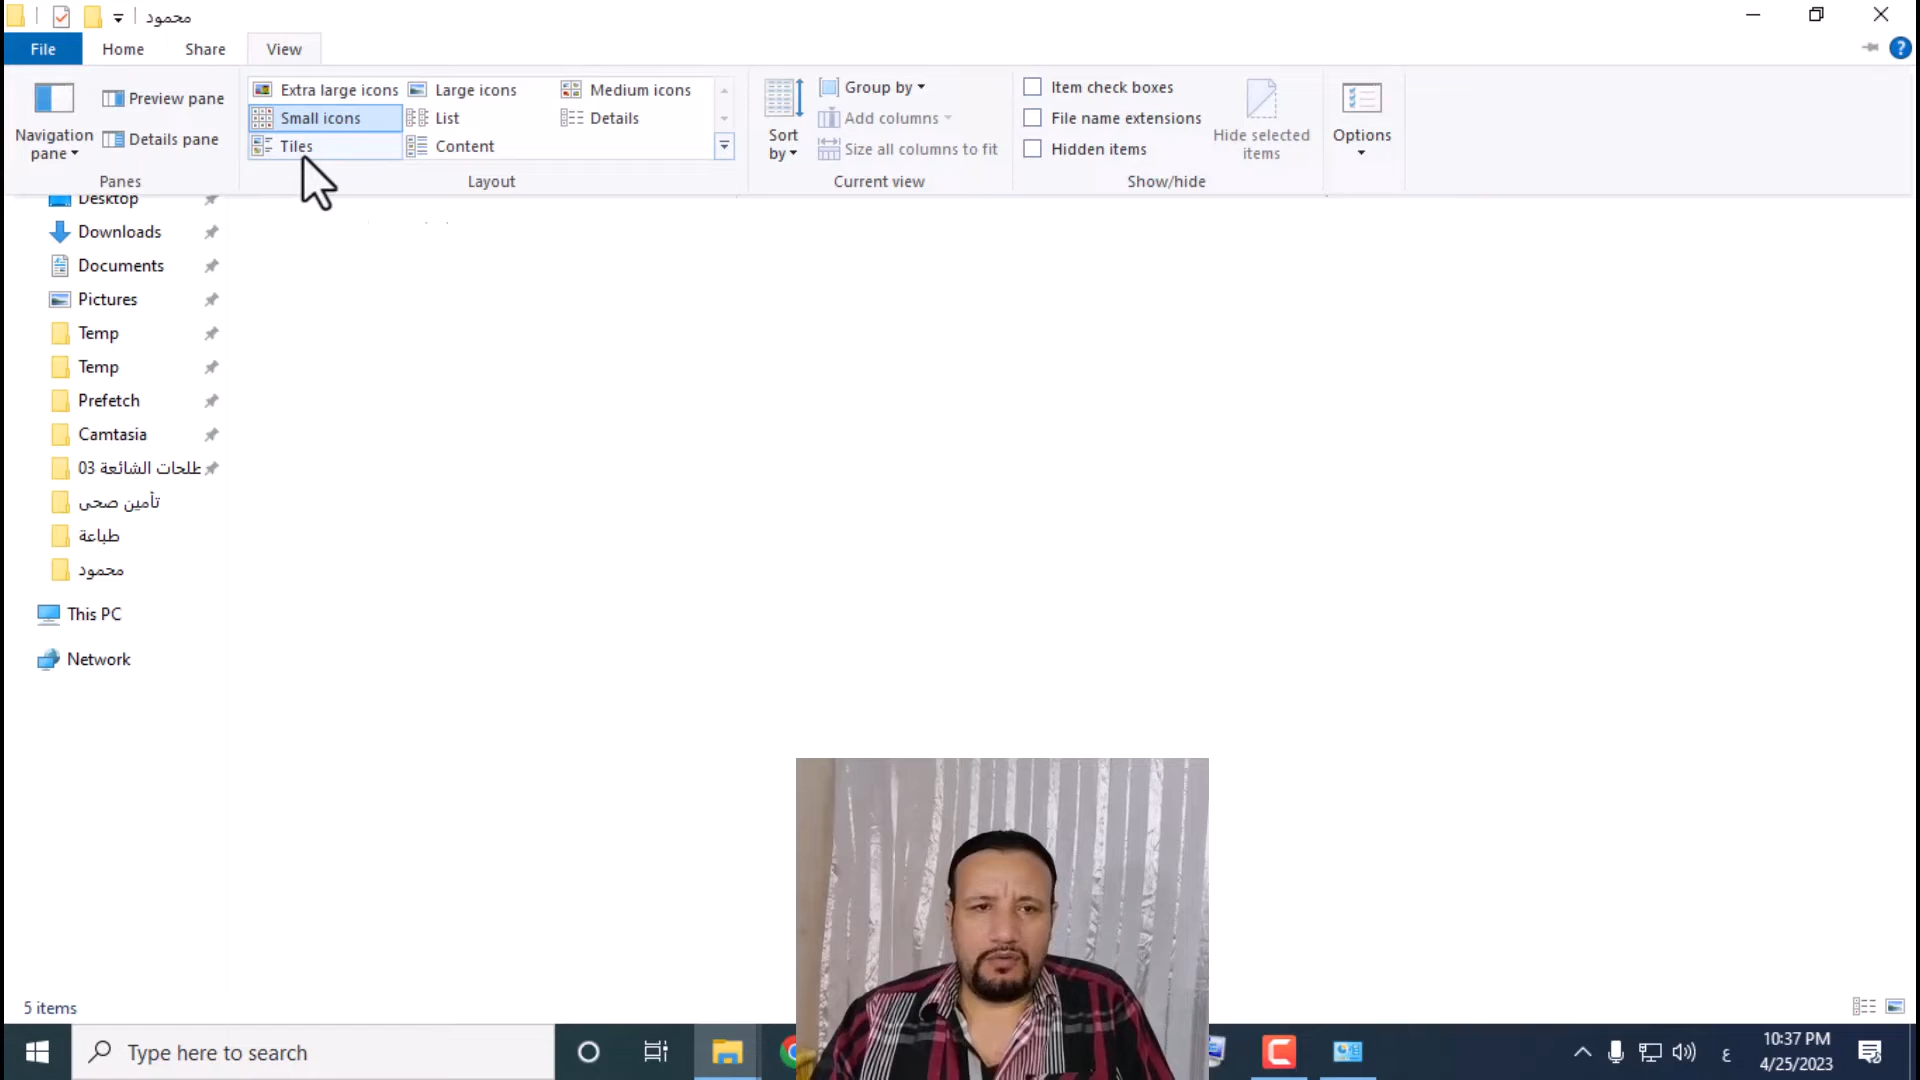 محمود
File Home Share View
Navigation pane
Preview pane
Details pane
Panes
Extra large icons Large icons Medium icons
Small icons List Details
Tiles Content
Layout
Sort by
Group by
Add columns
Size all columns to fit
Current view
Item check boxes
File name extensions
Hidden items
Hide selected items
Show/hide
Options
Desktop
Downloads
Documents
Pictures
Temp
Temp
Prefetch
Camtasia
طلحات الشائعة 03
تأمين صحى
طباعة
محمود
This PC
Network
5 items
Type here to search
ع
10:37 PM
4/25/2023